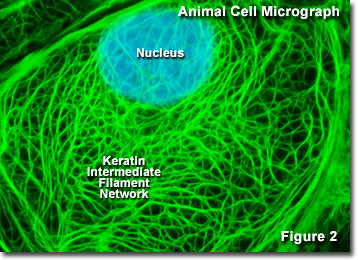 Animal Cell Micrograph
Nucleus
Keratin
Intermediate
Filament
Network
Figure 2